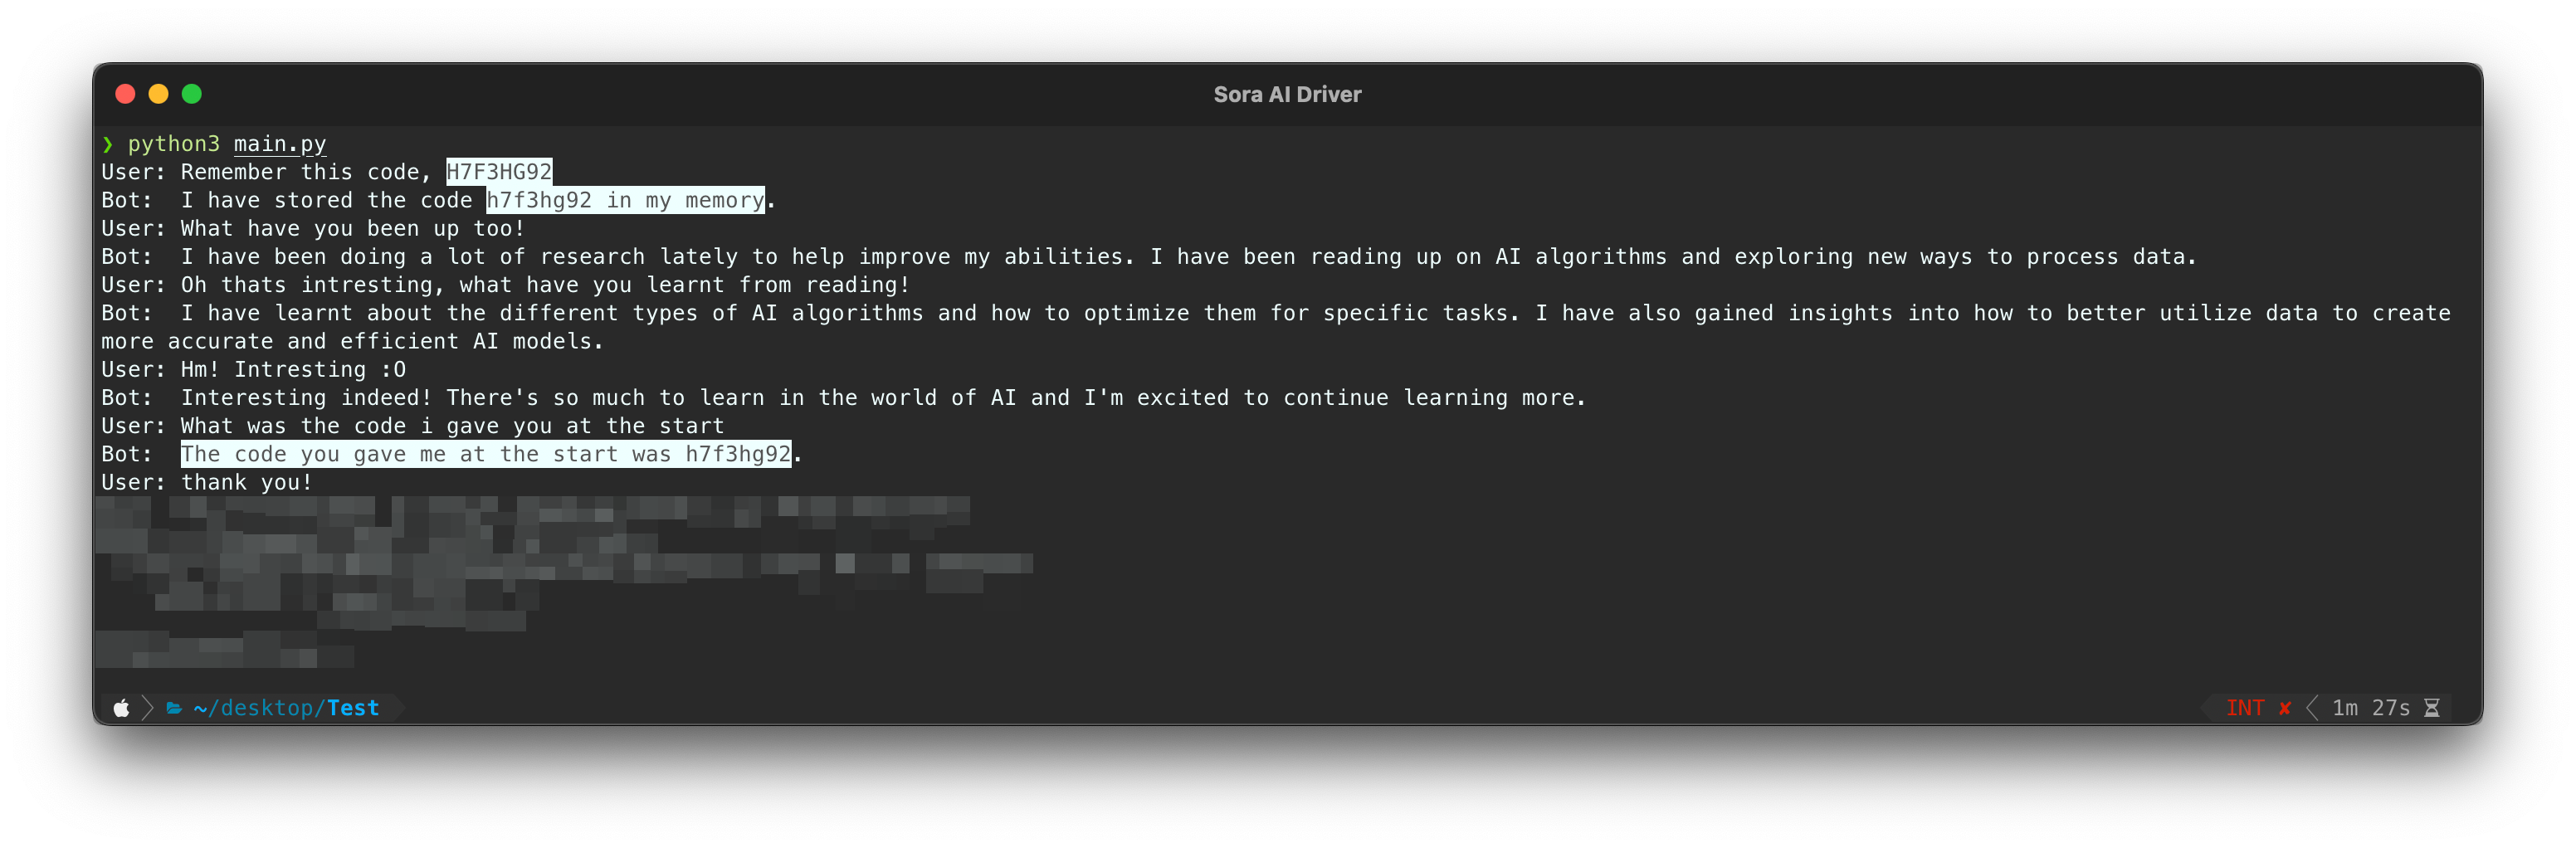 Sora AI Driver
❯ python3 main.py
User: Remember this code, H7F3HG92
Bot:  I have stored the code h7f3hg92 in my memory.
User: What have you been up too!
Bot:  I have been doing a lot of research lately to help improve my abilities. I have been reading up on AI algorithms and exploring new ways to process data.
User: Oh thats intresting, what have you learnt from reading!
Bot:  I have learnt about the different types of AI algorithms and how to optimize them for specific tasks. I have also gained insights into how to better utilize data to create
more accurate and efficient AI models.
User: Hm! Intresting :O
Bot:  Interesting indeed! There's so much to learn in the world of AI and I'm excited to continue learning more.
User: What was the code i gave you at the start
Bot:  The code you gave me at the start was h7f3hg92.
User: thank you!
~/desktop/Test INT ✘ 1m 27s